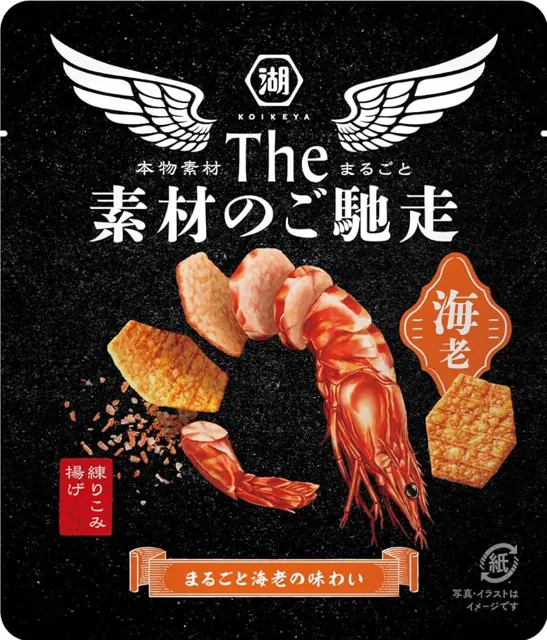 湖
KOIKEYA
本物素材 The まるごと
素材のご馳走
海老
練りこみ
揚げ
まるごと海老の味わい
紙
写真・イラストは
イメージです